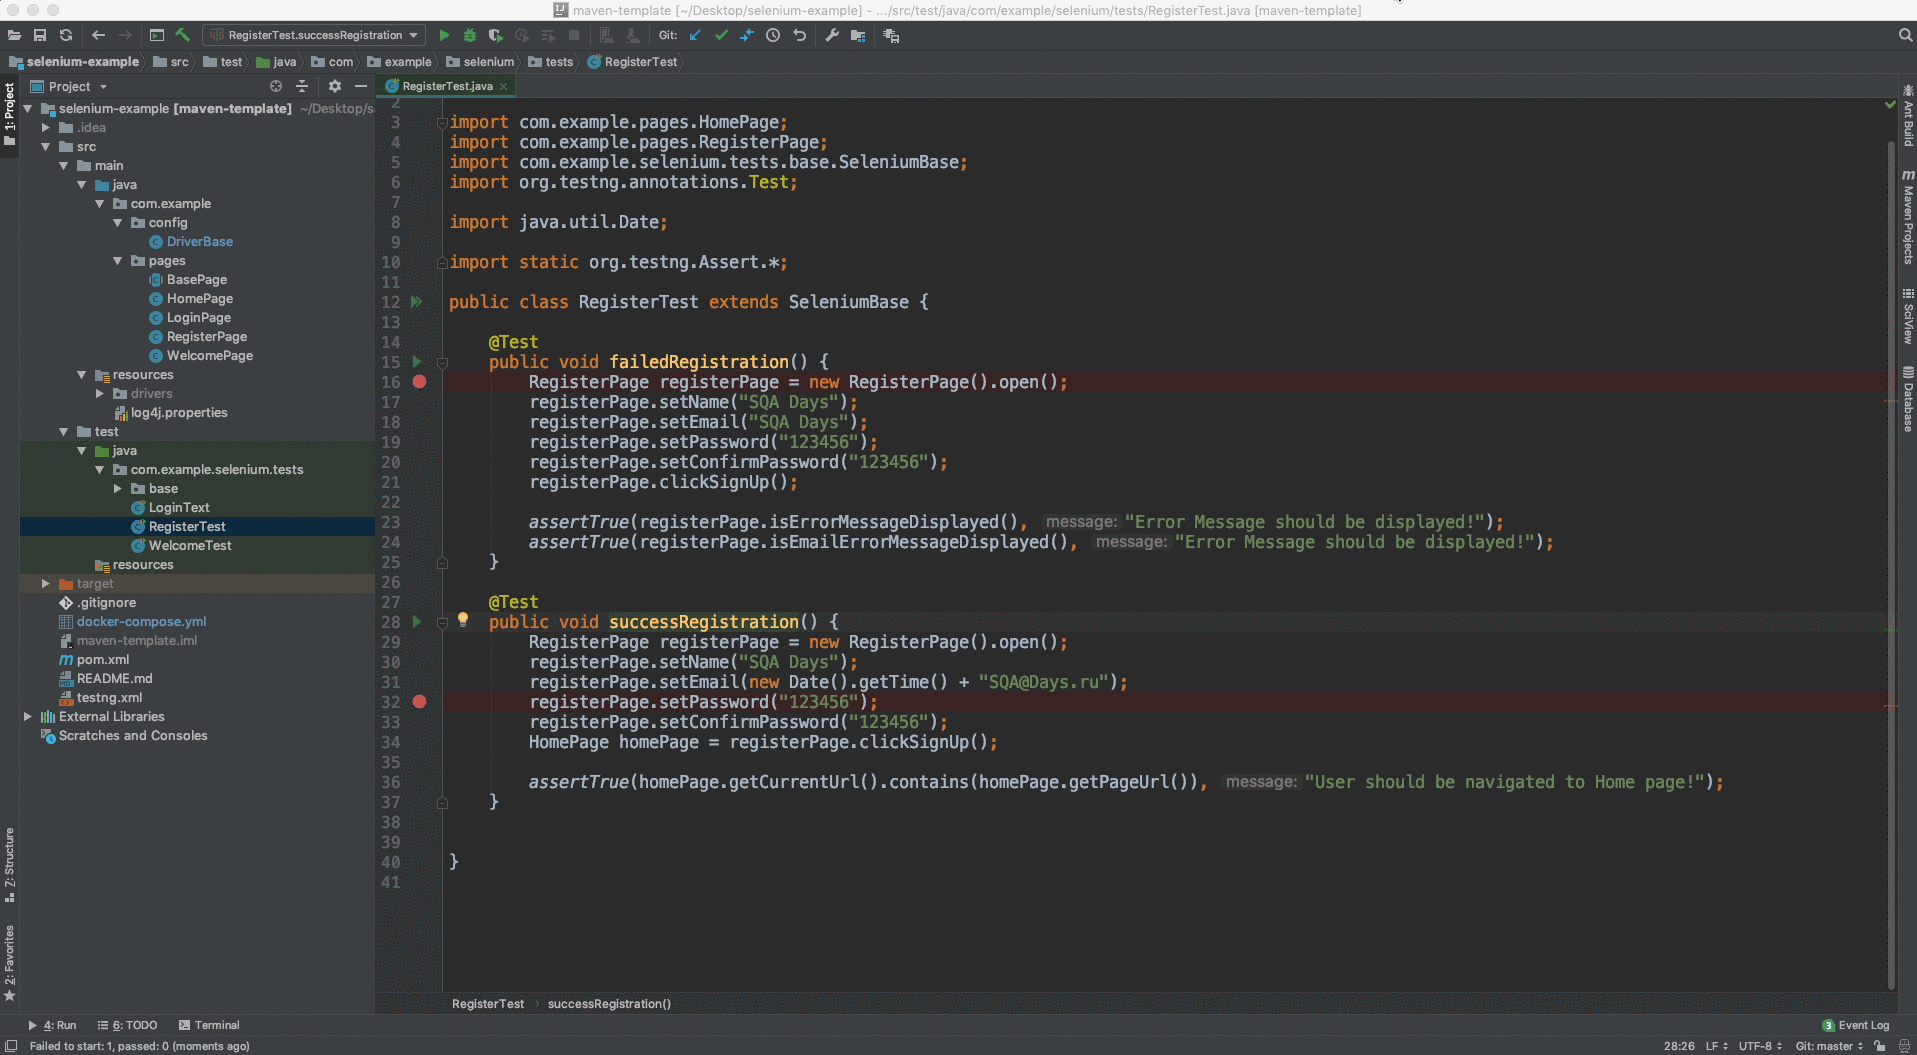 maven-template [~/Desktop/selenium-example] - .../src/test/java/com/example/selenium/tests/RegisterTest.java [maven-template]
RegisterTest.successRegistration
Git:
selenium-example src test java com example selenium tests RegisterTest
1: Project
Project
RegisterTest.java
selenium-example [maven-template] ~/Desktop/s
.idea
src
main
java
com.example
config
DriverBase
pages
BasePage
HomePage
LoginPage
RegisterPage
WelcomePage
resources
drivers
log4j.properties
test
java
com.example.selenium.tests
base
LoginText
RegisterTest
WelcomeTest
resources
target
.gitignore
docker-compose.yml
maven-template.iml
pom.xml
README.md
testng.xml
External Libraries
Scratches and Consoles
Z: Structure
2: Favorites
2
3 import com.example.pages.HomePage;
4 import com.example.pages.RegisterPage;
5 import com.example.selenium.tests.base.SeleniumBase;
6 import org.testng.annotations.Test;
7
8 import java.util.Date;
9
10 import static org.testng.Assert.*;
11
12 public class RegisterTest extends SeleniumBase {
13
14 @Test
15 public void failedRegistration() {
16 RegisterPage registerPage = new RegisterPage().open();
17 registerPage.setName("SQA Days");
18 registerPage.setEmail("SQA Days");
19 registerPage.setPassword("123456");
20 registerPage.setConfirmPassword("123456");
21 registerPage.clickSignUp();
22
23 assertTrue(registerPage.isErrorMessageDisplayed(), message: "Error Message should be displayed!");
24 assertTrue(registerPage.isEmailErrorMessageDisplayed(), message: "Error Message should be displayed!");
25 }
26
27 @Test
28 public void successRegistration() {
29 RegisterPage registerPage = new RegisterPage().open();
30 registerPage.setName("SQA Days");
31 registerPage.setEmail(new Date().getTime() + "SQA@Days.ru");
32 registerPage.setPassword("123456");
33 registerPage.setConfirmPassword("123456");
34 HomePage homePage = registerPage.clickSignUp();
35
36 assertTrue(homePage.getCurrentUrl().contains(homePage.getPageUrl()), message: "User should be navigated to Home page!");
37 }
38
39
40 }
41
Ant Build
Maven Projects
SciView
Database
RegisterTest successRegistration()
4: Run 6: TODO Terminal
3 Event Log
Failed to start: 1, passed: 0 (moments ago)
28:26 LF UTF-8 Git: master